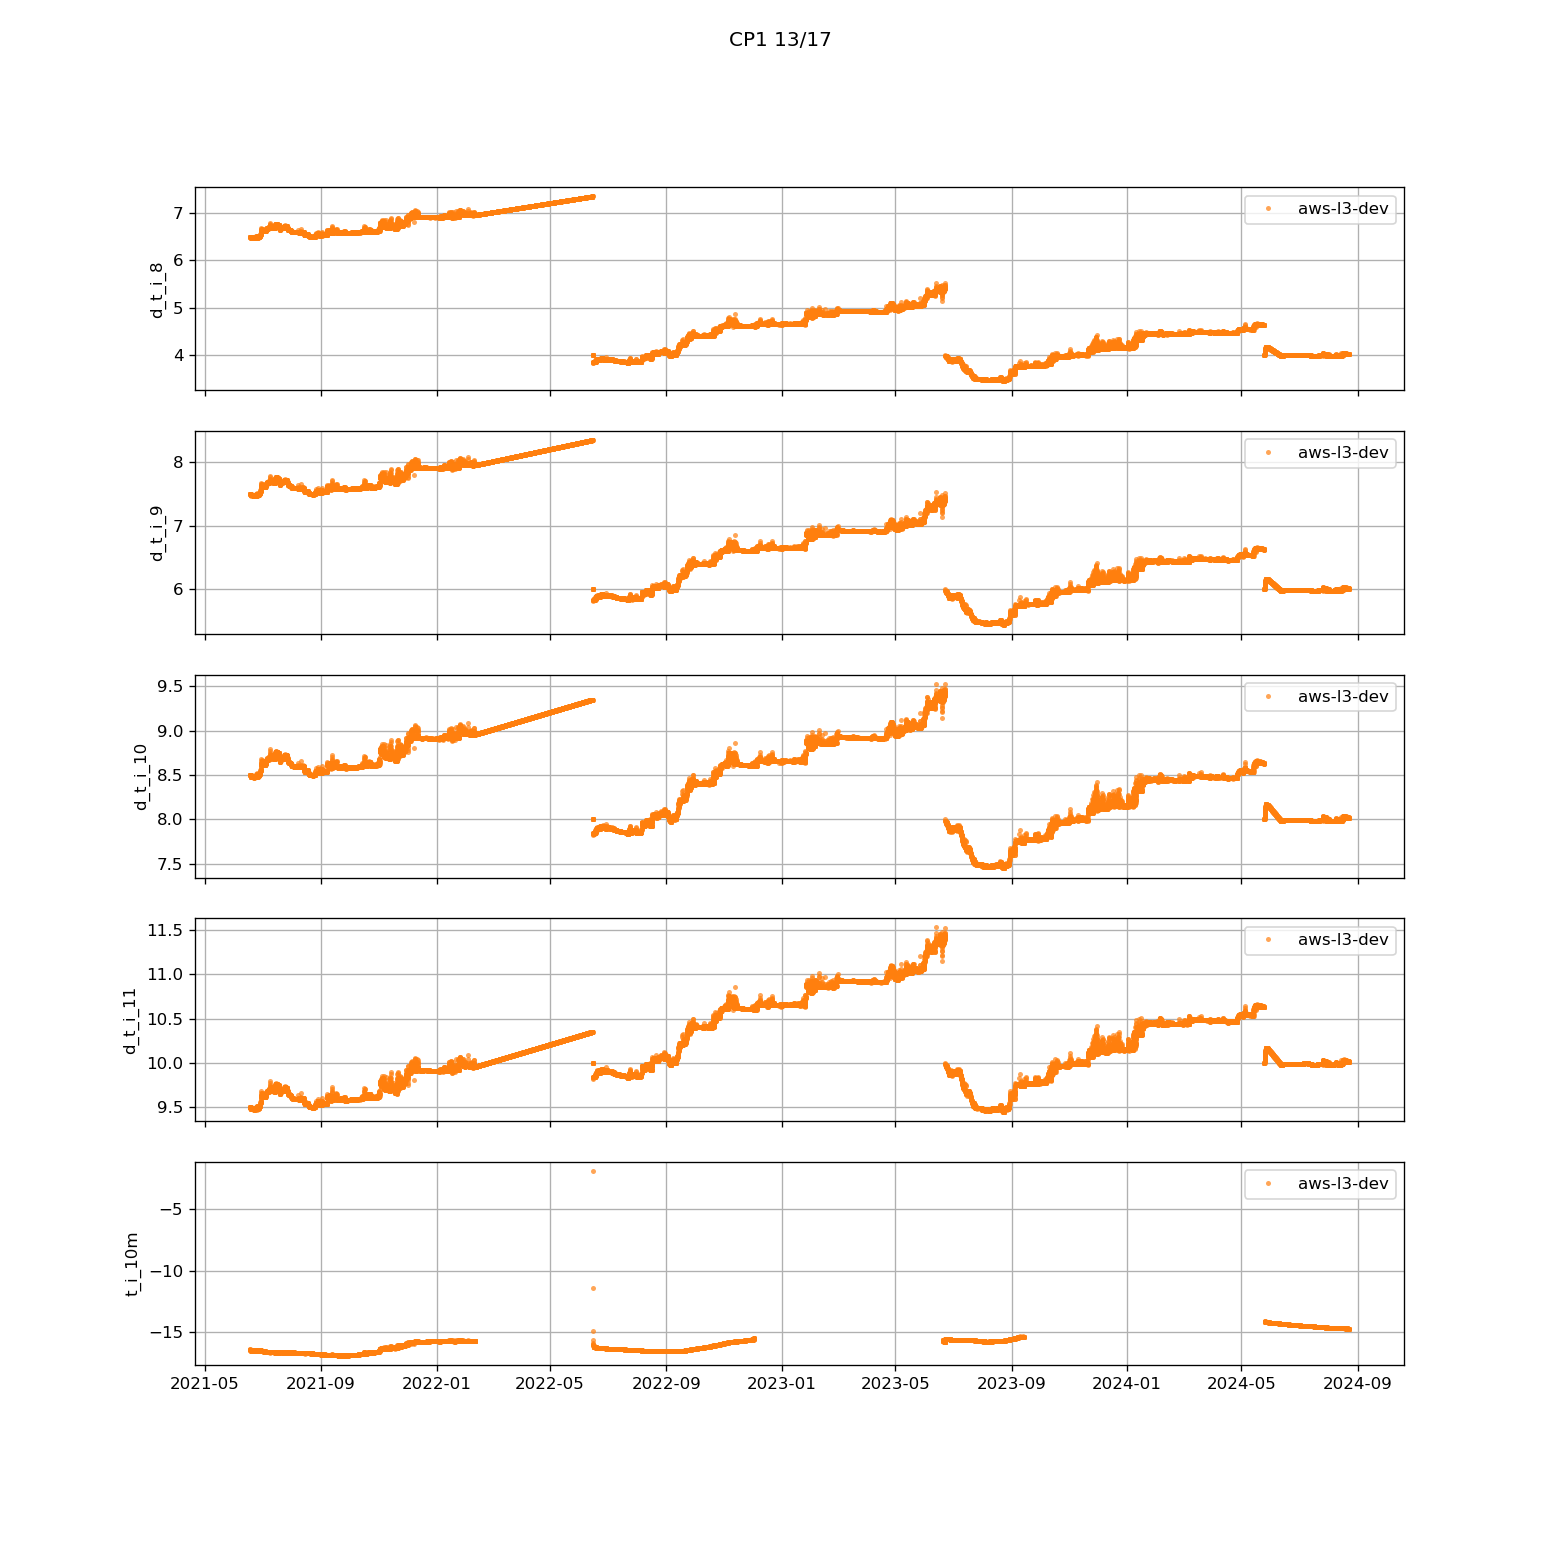 CP1 13/17
7
6
5
4
d_t_i_8
aws-l3-dev
8
7
6
d_t_i_9
aws-l3-dev
9.5
9.0
8.5
8.0
7.5
d_t_i_10
aws-l3-dev
11.5
11.0
10.5
10.0
9.5
d_t_i_11
aws-l3-dev
−5
−10
−15
t_i_10m
aws-l3-dev
2021-05 2021-09 2022-01 2022-05 2022-09 2023-01 2023-05 2023-09 2024-01 2024-05 2024-09